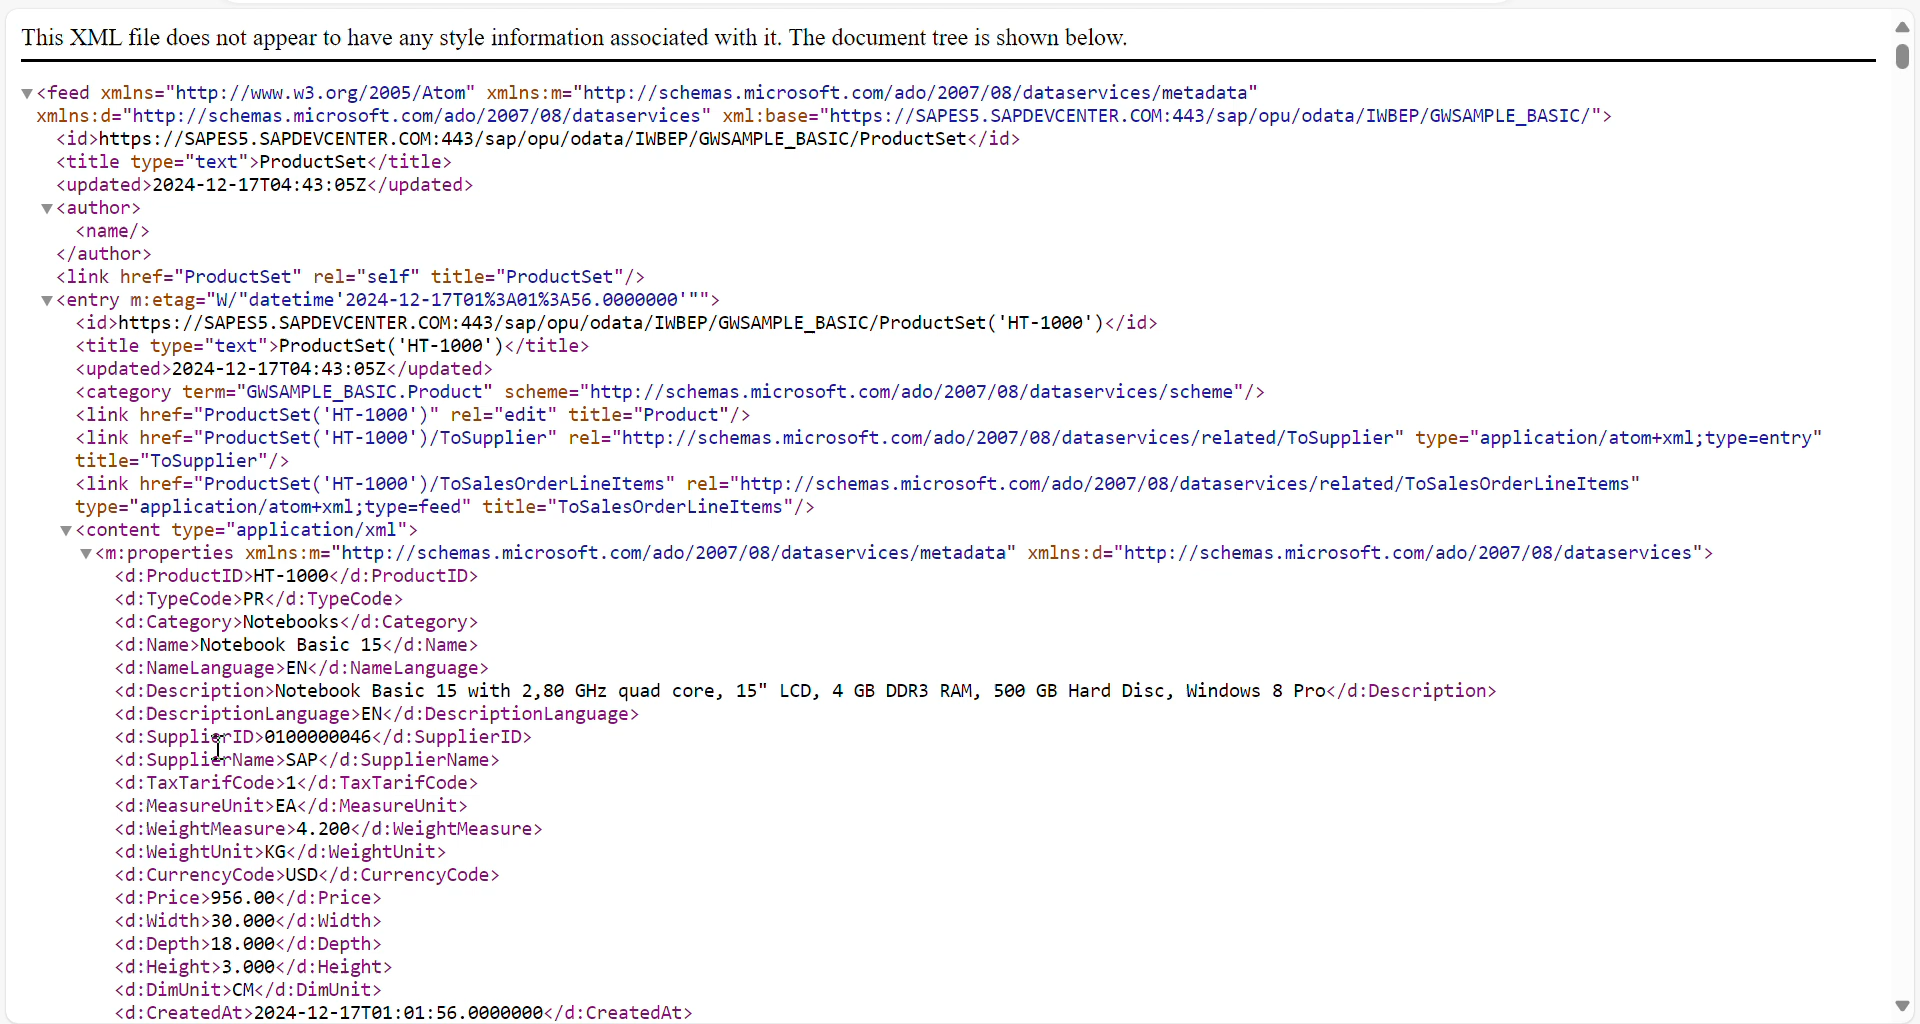 This XML file does not appear to have any style information associated with it. The document tree is shown below.
▼<feed xmlns="http://www.w3.org/2005/Atom" xmlns:m="http://schemas.microsoft.com/ado/2007/08/dataservices/metadata"
xmlns:d="http://schemas.microsoft.com/ado/2007/08/dataservices" xml:base="https://SAPES5.SAPDEVCENTER.COM:443/sap/opu/odata/IWBEP/GWSAMPLE_BASIC/">
<id>https://SAPES5.SAPDEVCENTER.COM:443/sap/opu/odata/IWBEP/GWSAMPLE_BASIC/ProductSet</id>
<title type="text">ProductSet</title>
<updated>2024-12-17T04:43:05Z</updated>
▼<author>
<name/>
</author>
<link href="ProductSet" rel="self" title="ProductSet"/>
▼<entry m:etag="W/"datetime'2024-12-17T01%3A01%3A56.0000000'"">
<id>https://SAPES5.SAPDEVCENTER.COM:443/sap/opu/odata/IWBEP/GWSAMPLE_BASIC/ProductSet('HT-1000')</id>
<title type="text">ProductSet('HT-1000')</title>
<updated>2024-12-17T04:43:05Z</updated>
<category term="GWSAMPLE_BASIC.Product" scheme="http://schemas.microsoft.com/ado/2007/08/dataservices/scheme"/>
<link href="ProductSet('HT-1000')" rel="edit" title="Product"/>
<link href="ProductSet('HT-1000')/ToSupplier" rel="http://schemas.microsoft.com/ado/2007/08/dataservices/related/ToSupplier" type="application/atom+xml;type=entry"
title="ToSupplier"/>
<link href="ProductSet('HT-1000')/ToSalesOrderLineItems" rel="http://schemas.microsoft.com/ado/2007/08/dataservices/related/ToSalesOrderLineItems"
type="application/atom+xml;type=feed" title="ToSalesOrderLineItems"/>
▼<content type="application/xml">
▼<m:properties xmlns:m="http://schemas.microsoft.com/ado/2007/08/dataservices/metadata" xmlns:d="http://schemas.microsoft.com/ado/2007/08/dataservices">
<d:ProductID>HT-1000</d:ProductID>
<d:TypeCode>PR</d:TypeCode>
<d:Category>Notebooks</d:Category>
<d:Name>Notebook Basic 15</d:Name>
<d:NameLanguage>EN</d:NameLanguage>
<d:Description>Notebook Basic 15 with 2,80 GHz quad core, 15" LCD, 4 GB DDR3 RAM, 500 GB Hard Disc, Windows 8 Pro</d:Description>
<d:DescriptionLanguage>EN</d:DescriptionLanguage>
<d:SupplierID>0100000046</d:SupplierID>
<d:SupplierName>SAP</d:SupplierName>
<d:TaxTarifCode>1</d:TaxTarifCode>
<d:MeasureUnit>EA</d:MeasureUnit>
<d:WeightMeasure>4.200</d:WeightMeasure>
<d:WeightUnit>KG</d:WeightUnit>
<d:CurrencyCode>USD</d:CurrencyCode>
<d:Price>956.00</d:Price>
<d:Width>30.000</d:Width>
<d:Depth>18.000</d:Depth>
<d:Height>3.000</d:Height>
<d:DimUnit>CM</d:DimUnit>
<d:CreatedAt>2024-12-17T01:01:56.0000000</d:CreatedAt>